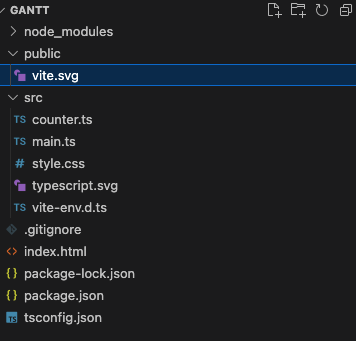 GANTT
node_modules
public
vite.svg
src
TS counter.ts
TS main.ts
# style.css
typescript.svg
TS vite-env.d.ts
.gitignore
<> index.html
{} package-lock.json
{} package.json
TS tsconfig.json